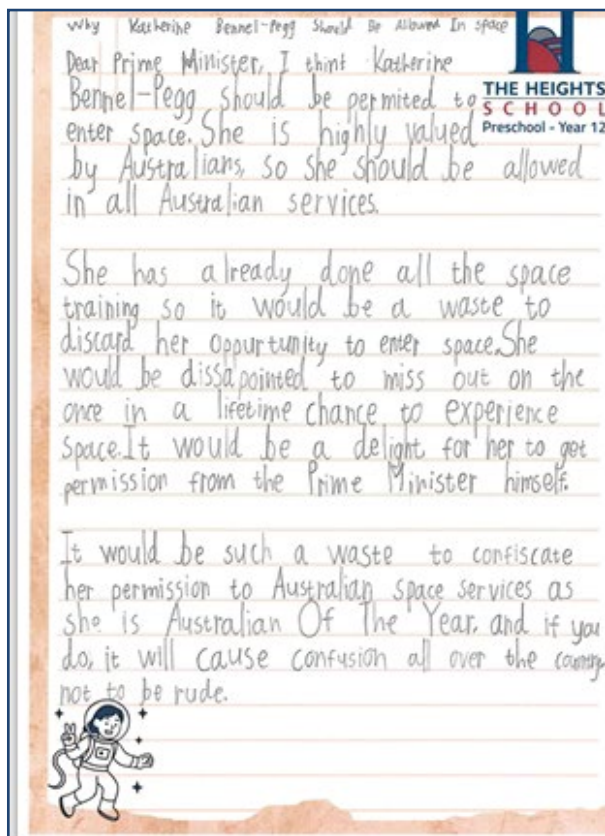 Why Katherine Bennel-Pegg Should Be Allowed In space
Dear Prime Minister, I think Katherine
Bennel-Pegg should be permited to
enter space. She is highly valued
by Australians, so she should be allowed
in all Australian services.
THE HEIGHTS
SCHOOL
Preschool - Year 12
She has already done all the space
training so it would be a waste to
discard her oppurtunity to enter space. She
would be dissapointed to miss out on the
once in a lifetime chance to experience
space. It would be a delight for her to get
permission from the Prime Minister himself.
It would be such a waste to confiscate
her permission to Australian space services as
she is Australian Of The Year, and if you
do, it will cause confusion all over the country
not to be rude.